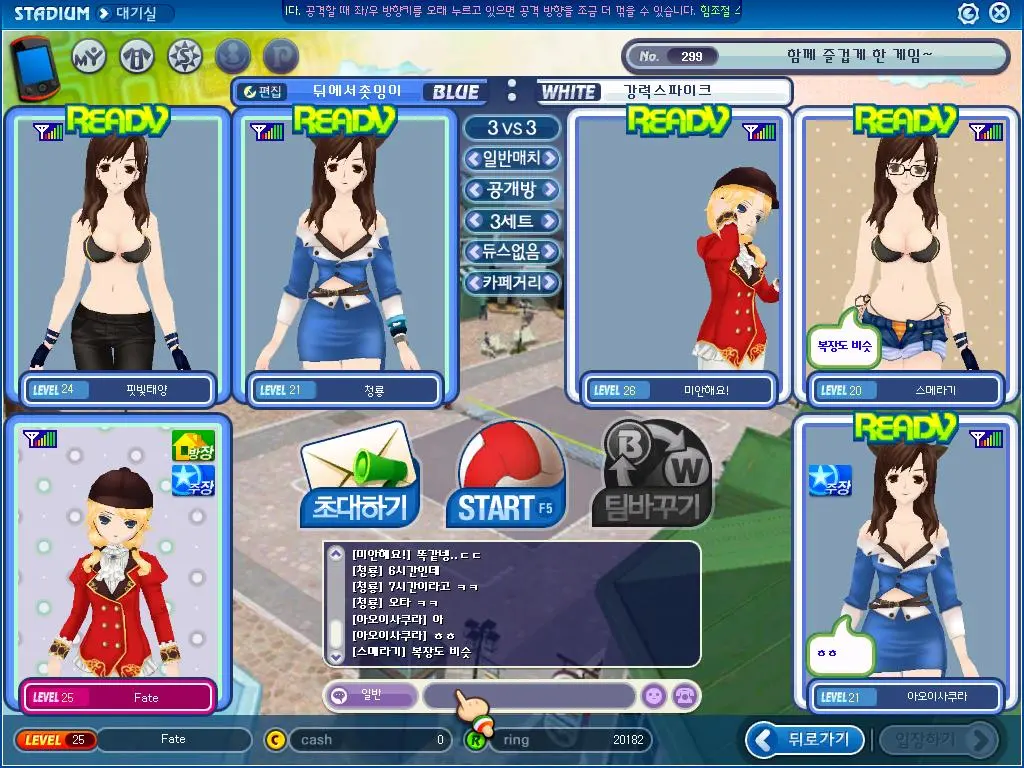 STADIUM 대기실
다. 공격할 때 좌/우 방향키를 오래 누르고 있으면 공격 방향을 조금 더 꺾을 수 있습니다. 힘조절
MY
No. 299 함께 즐겁게 한 게임~
편집 뒤에서춋잉이 BLUE : WHITE 강력스파이크
READY
READY
READY
READY
3 VS 3
일반매치
공개방
3세트
듀스없음
카페거리
복장도 비슷
LEVEL 24 핏빛태양
LEVEL 21 청룡
LEVEL 26 미안해요!
LEVEL 20 스메라기
READY
방장
주장
주장
초대하기
START F5
B W
팀바꾸기
[미안해요!] 똑같넹..ㄷㄷ
[청룡] 6시간인데
[청룡] 7시간이라고 ㅋㅋ
[청룡] 오타 ㅋㅋ
[아오이사쿠라] 아
[아오이사쿠라] ㅎㅎ
[스메라기] 복장도 비슷
ㅎㅎ
일반
LEVEL 25 Fate
LEVEL 21 아오이사쿠라
LEVEL 25 Fate
C cash 0
R ring 20182
뒤로가기
입장하기